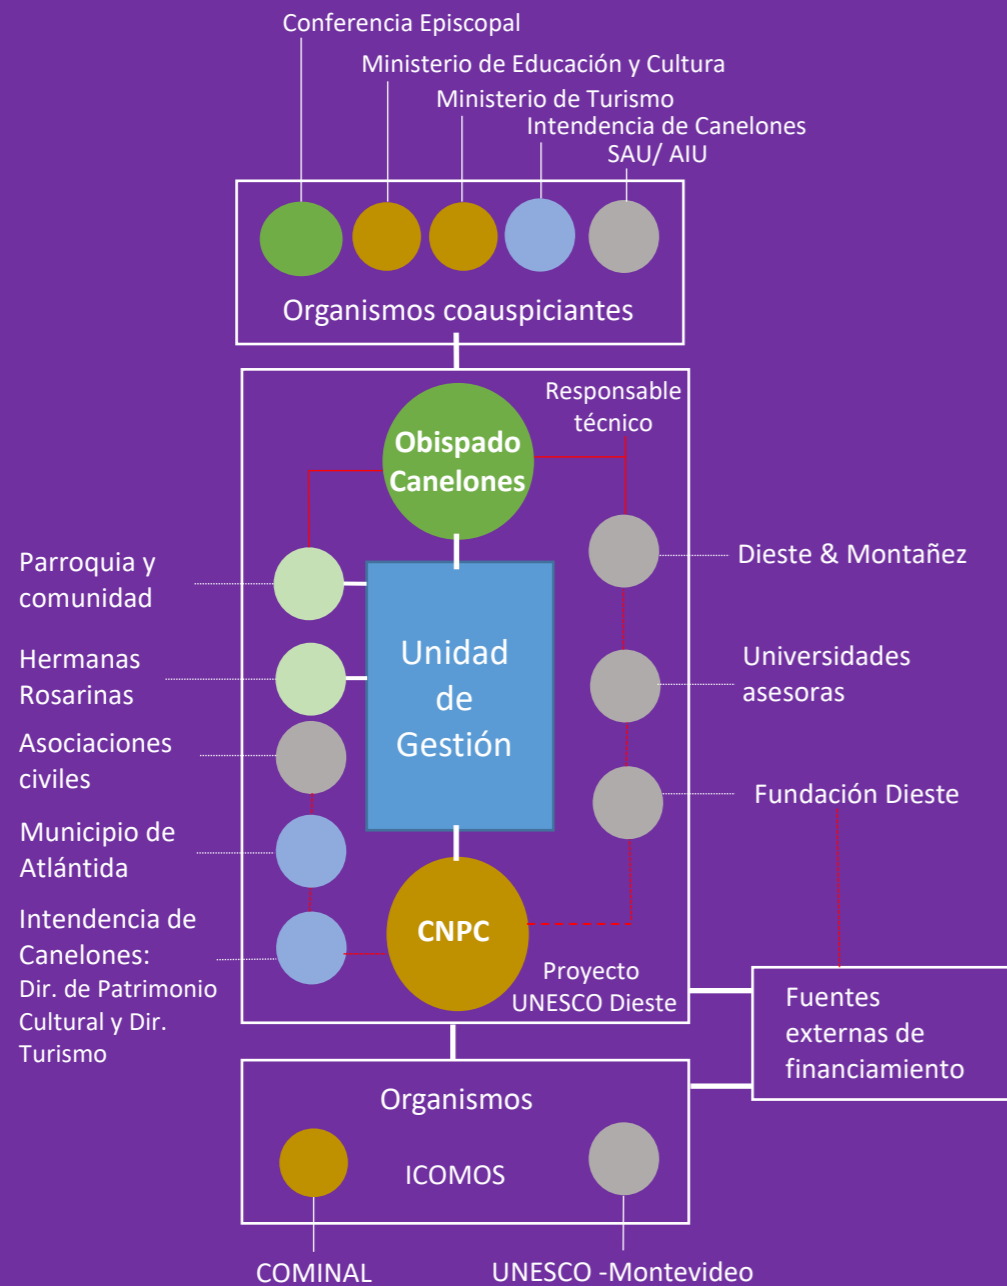 Conferencia Episcopal
Ministerio de Educación y Cultura
Ministerio de Turismo
Intendencia de Canelones
SAU/ AIU
Organismos coauspiciantes
Responsable
técnico
Obispado
Canelones
Parroquia y
comunidad
Hermanas
Rosarinas
Asociaciones
civiles
Municipio de
Atlántida
Intendencia de
Canelones:
Dir. de Patrimonio
Cultural y Dir.
Turismo
Unidad
de
Gestión
Dieste & Montañez
Universidades
asesoras
Fundación Dieste
CNPC
Proyecto
UNESCO Dieste
Fuentes
externas de
financiamiento
Organismos
ICOMOS
COMINAL
UNESCO -Montevideo